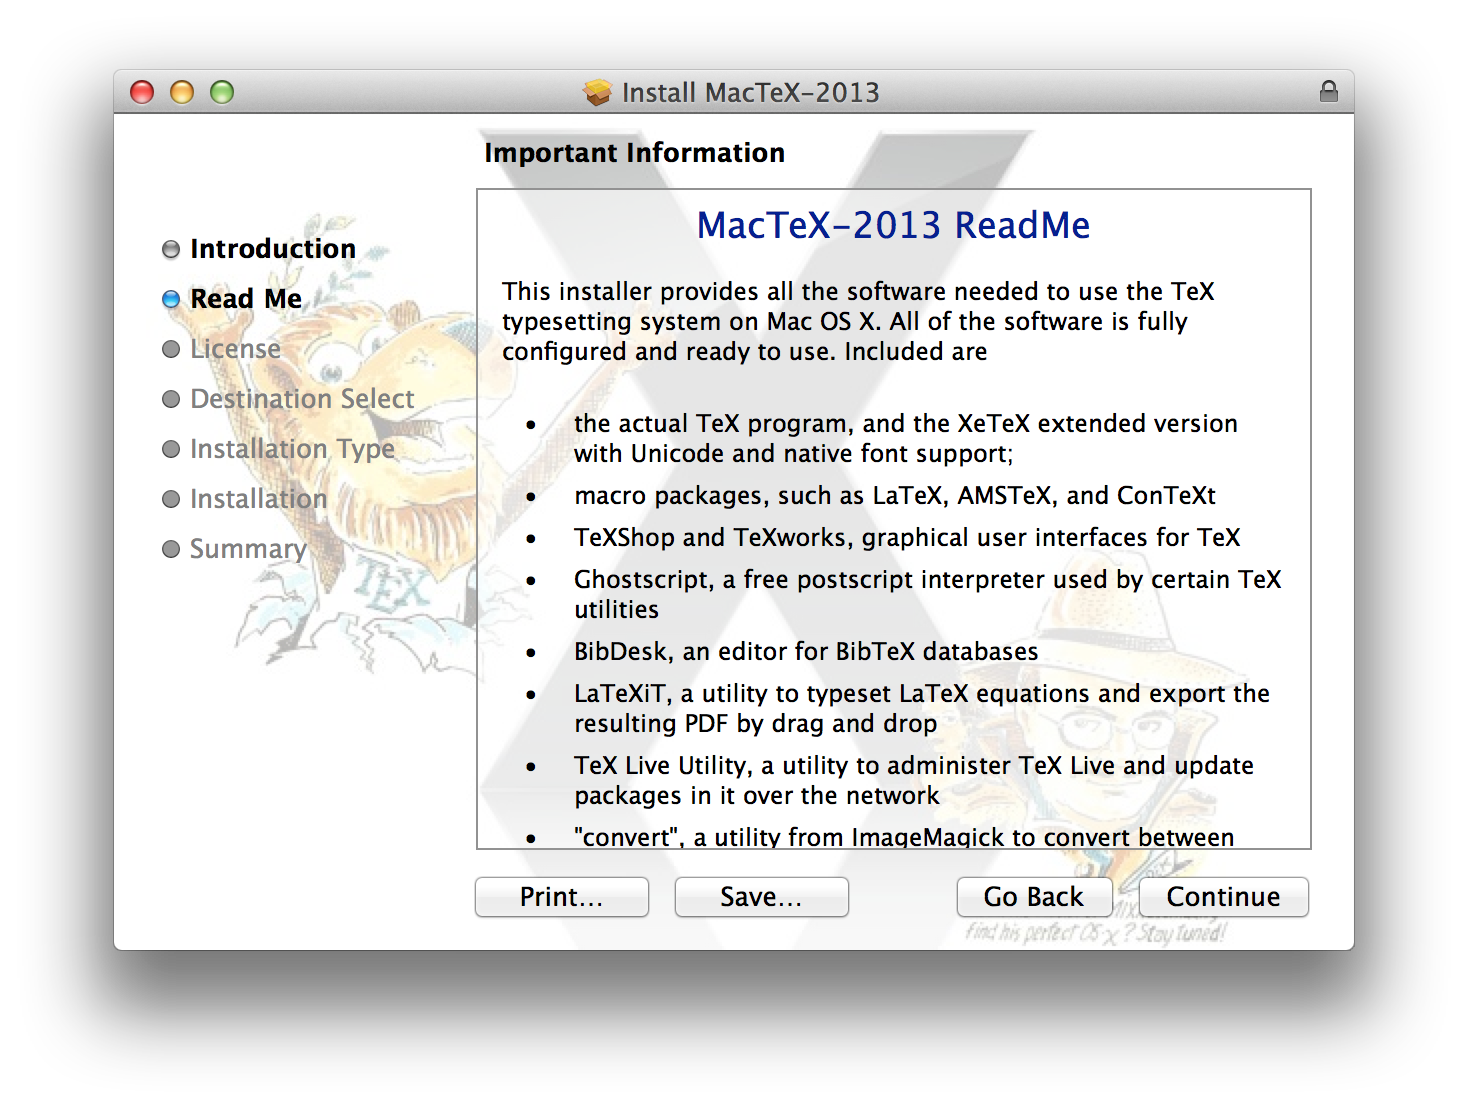 Install MacTeX-2013
Important Information
Introduction
Read Me
License
Destination Select
Installation Type
Installation
Summary
TEX
MacTeX-2013 ReadMe
This installer provides all the software needed to use the TeX
typesetting system on Mac OS X. All of the software is fully
configured and ready to use. Included are
• the actual TeX program, and the XeTeX extended version
with Unicode and native font support;
• macro packages, such as LaTeX, AMSTeX, and ConTeXt
• TeXShop and TeXworks, graphical user interfaces for TeX
• Ghostscript, a free postscript interpreter used by certain TeX
utilities
• BibDesk, an editor for BibTeX databases
• LaTeXiT, a utility to typeset LaTeX equations and export the
resulting PDF by drag and drop
• TeX Live Utility, a utility to administer TeX Live and update
packages in it over the network
• "convert", a utility from ImageMagick to convert between
Print...
Save...
Go Back
Continue
find his perfect OS-X? Stay tuned!